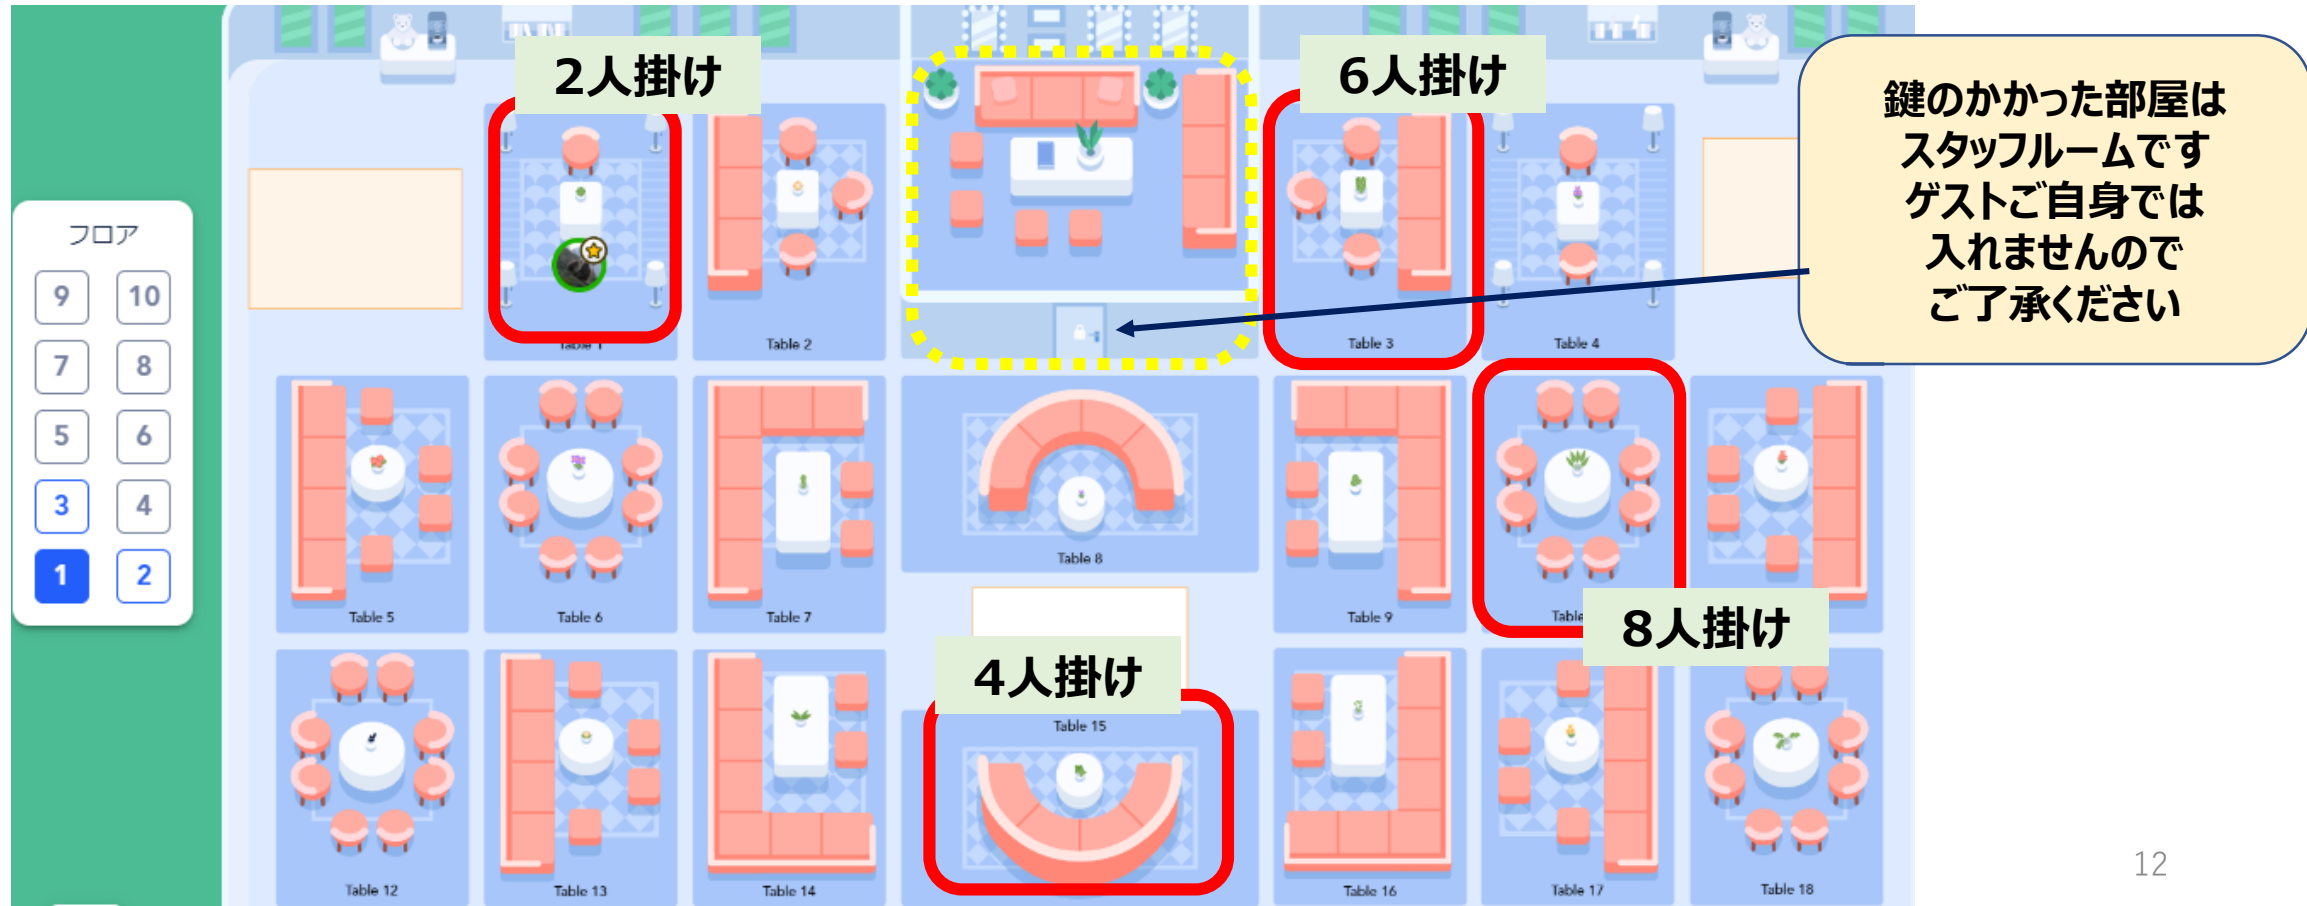 2人掛け
6人掛け
鍵のかかった部屋は
スタッフルームです
ゲストご自身では
入れませんので
ご了承ください
フロア
9 10
7 8
5 6
3 4
1 2
Table 1
Table 2
Table 3
Table 4
Table 5
Table 6
Table 7
Table 8
Table 9
Table
8人掛け
4人掛け
Table 15
Table 12
Table 13
Table 14
Table 16
Table 17
Table 18
12